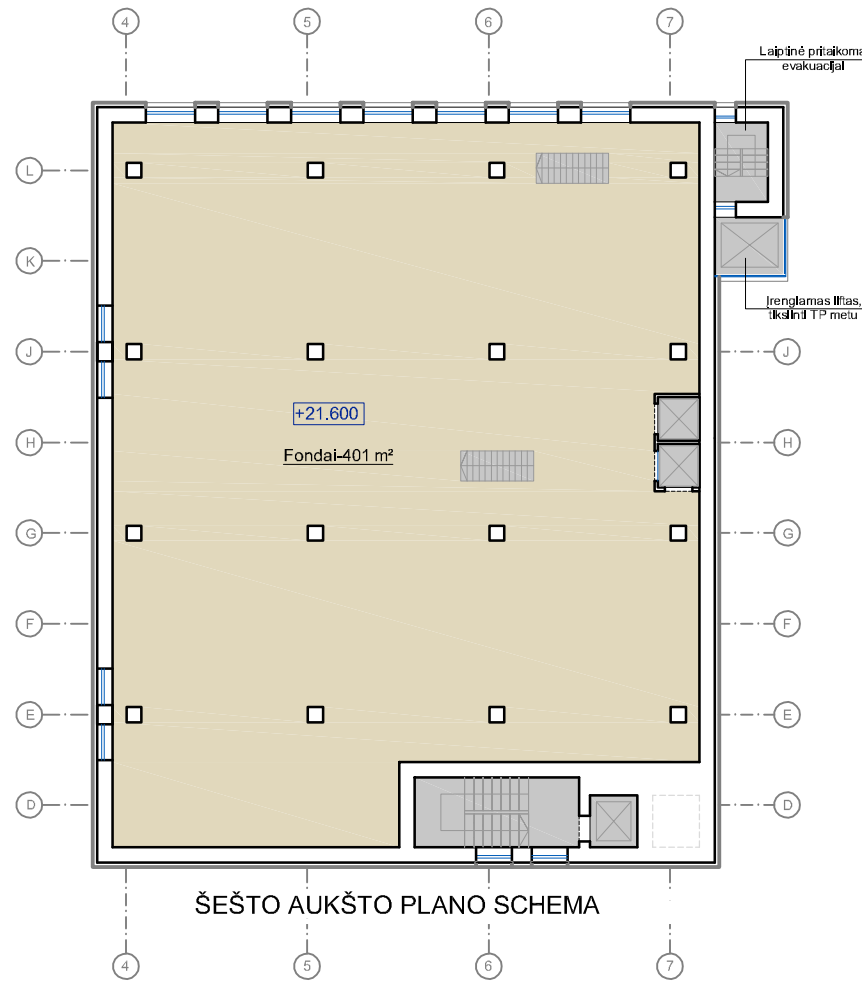 4 5 6 7
Laiptinė pritaikoma
evakuacijai
L
K
Įrengiamas liftas,
tikslinti TP metu
J J
+21.600
H H
Fondai-401 m²
G G
F F
E E
D D
ŠEŠTO AUKŠTO PLANO SCHEMA
4 5 6 7